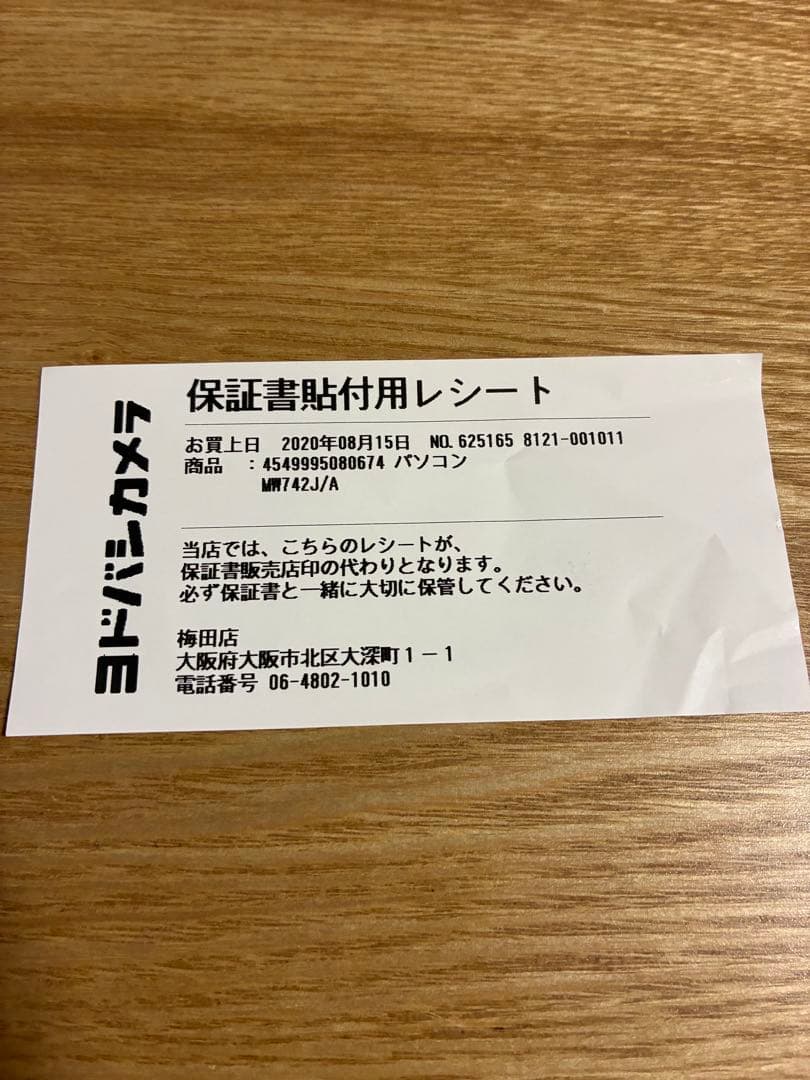 ヨドバシカメラ
保証書貼付用レシート
お買上日 2020年08月15日 NO.625165 8121-001011
商品 :4549995080674 パソコン
MW742J/A
当店では、こちらのレシートが、
保証書販売店印の代わりとなります。
必ず保証書と一緒に大切に保管してください。
梅田店
大阪府大阪市北区大深町1-1
電話番号 06-4802-1010